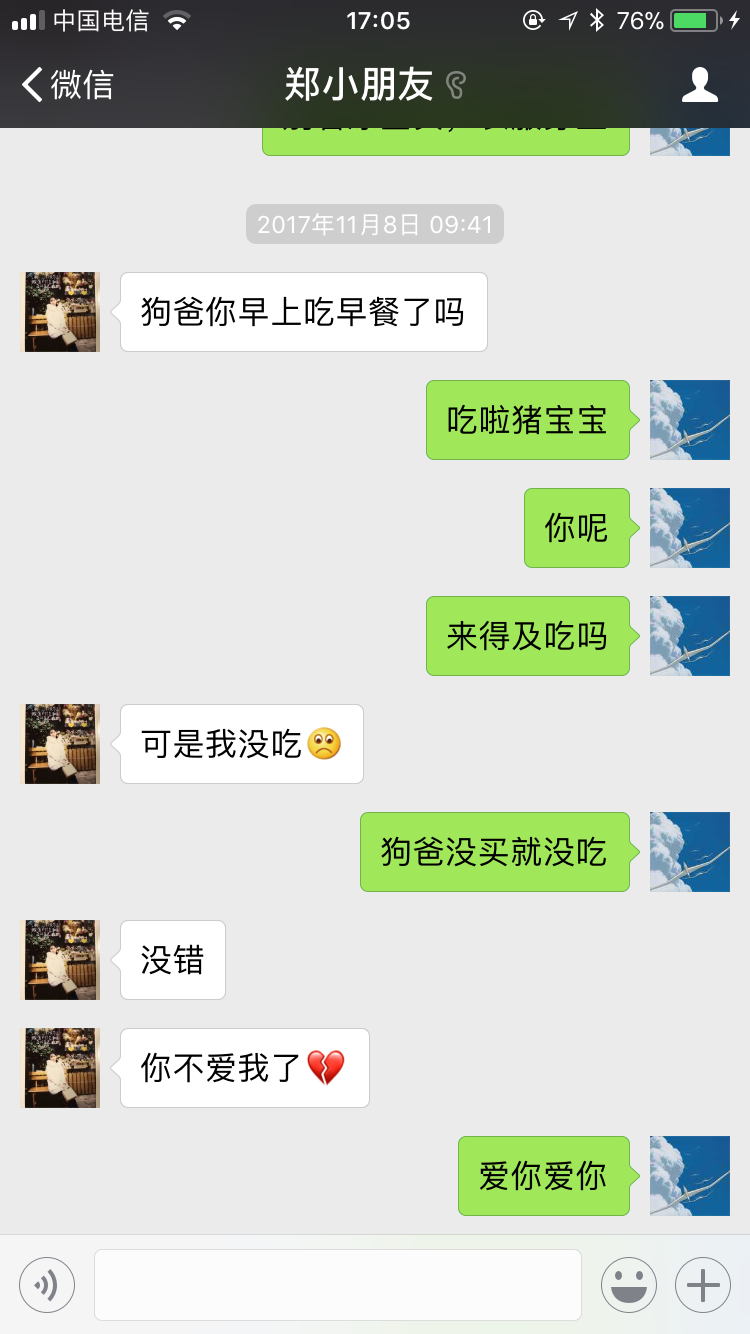 中国电信 17:05 76%
微信 郑小朋友
2017年11月8日 09:41
狗爸你早上吃早餐了吗
吃啦猪宝宝
你呢
来得及吃吗
可是我没吃
狗爸没买就没吃
没错
你不爱我了
爱你爱你